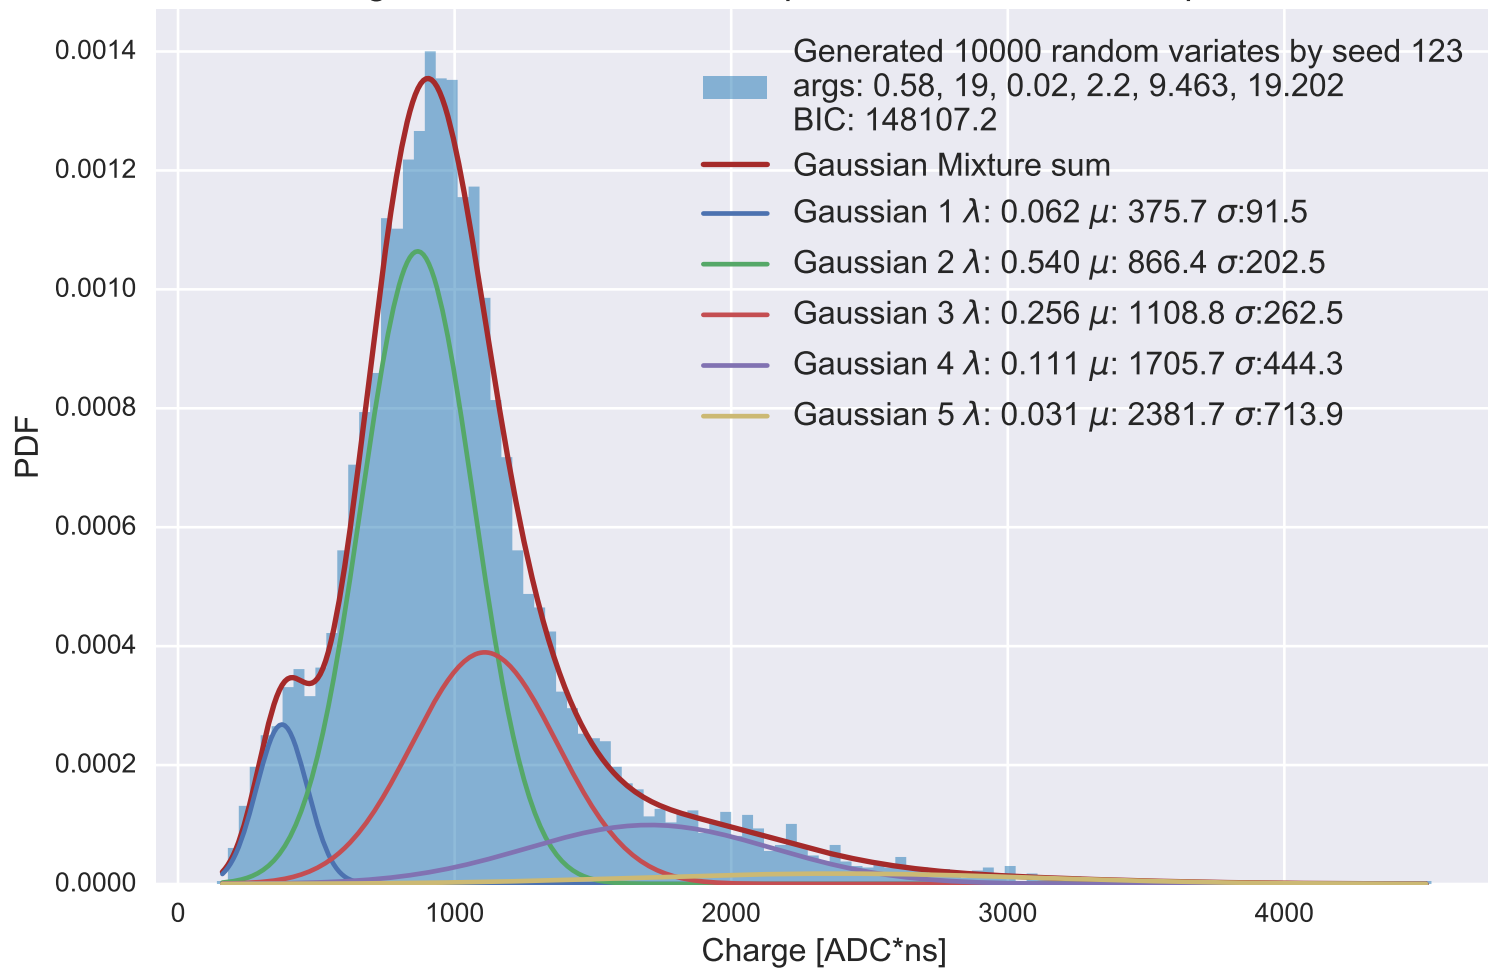 0.0014
0.0012
0.0010
0.0008
0.0006
0.0004
0.0002
0.0000
PDF
Generated 10000 random variates by seed 123
args: 0.58, 19, 0.02, 2.2, 9.463, 19.202
BIC: 148107.2
Gaussian Mixture sum
Gaussian 1 λ: 0.062 μ: 375.7 σ:91.5
Gaussian 2 λ: 0.540 μ: 866.4 σ:202.5
Gaussian 3 λ: 0.256 μ: 1108.8 σ:262.5
Gaussian 4 λ: 0.111 μ: 1705.7 σ:444.3
Gaussian 5 λ: 0.031 μ: 2381.7 σ:713.9
0 1000 2000 3000 4000
Charge [ADC*ns]